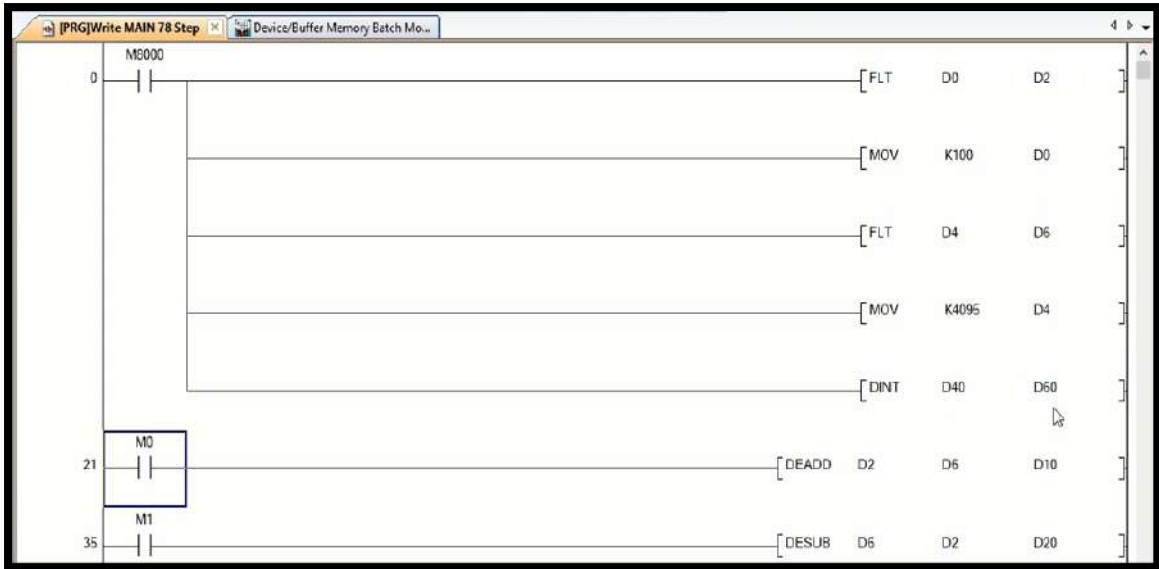 [PRG]Write MAIN 78 Step Device/Buffer Memory Batch Mo...
M8000
0 FLT D0 D2
MOV K100 D0
FLT D4 D6
MOV K4095 D4
DINT D40 D60
M0
21 DEADD D2 D6 D10
M1
35 DESUB D6 D2 D20